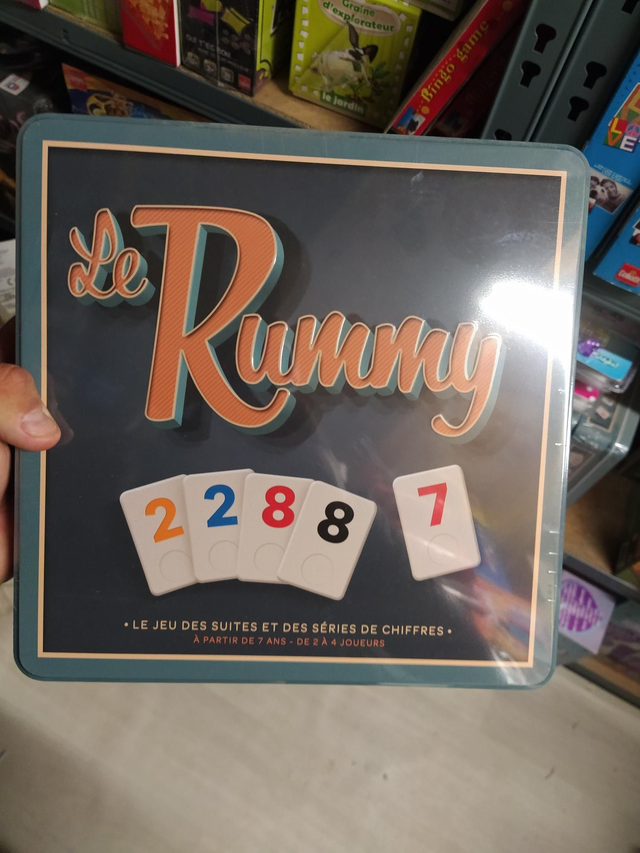 Graine
d'explorateur
le jardin
Bingo game
Le
Rummy
2 2 8 8 7
• LE JEU DES SUITES ET DES SÉRIES DE CHIFFRES •
À PARTIR DE 7 ANS - DE 2 À 4 JOUEURS